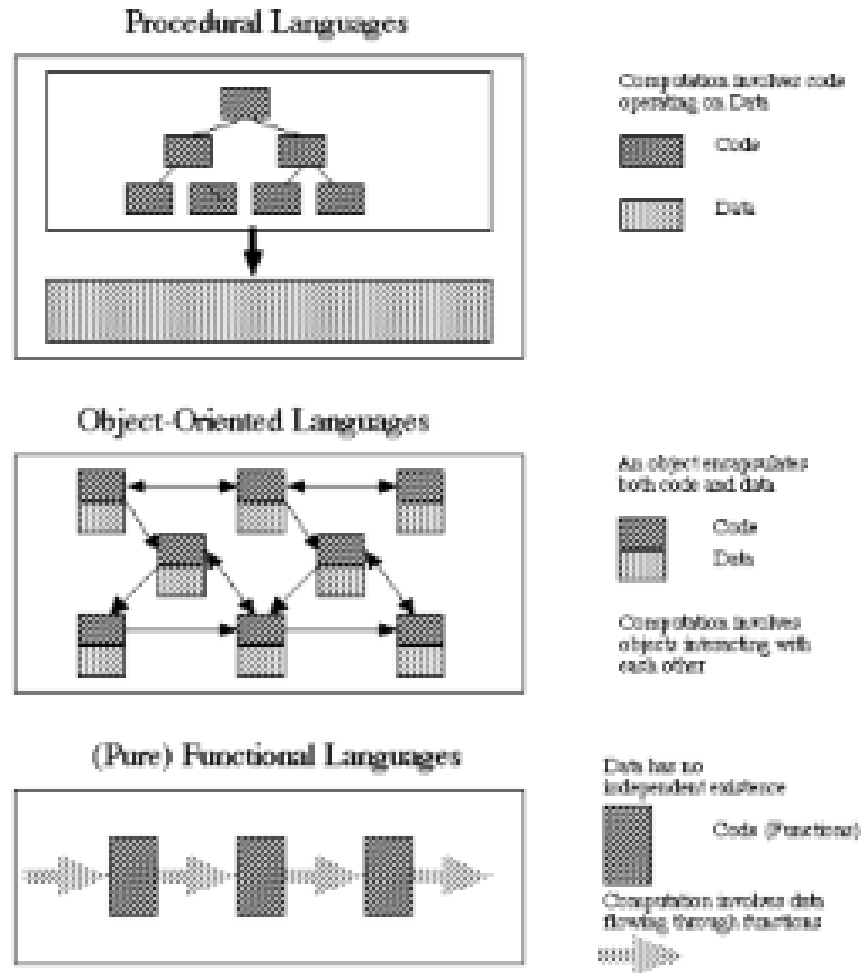 Procedural Languages
Computation involves code
operating on Data
Code
Data
Object-Oriented Languages
An object encapsulates
both code and data
Code
Data
Computation involves
objects interacting with
each other
(Pure) Functional Languages
Data has no
independent existence
Code (Functions)
Computation involves data
flowing through functions